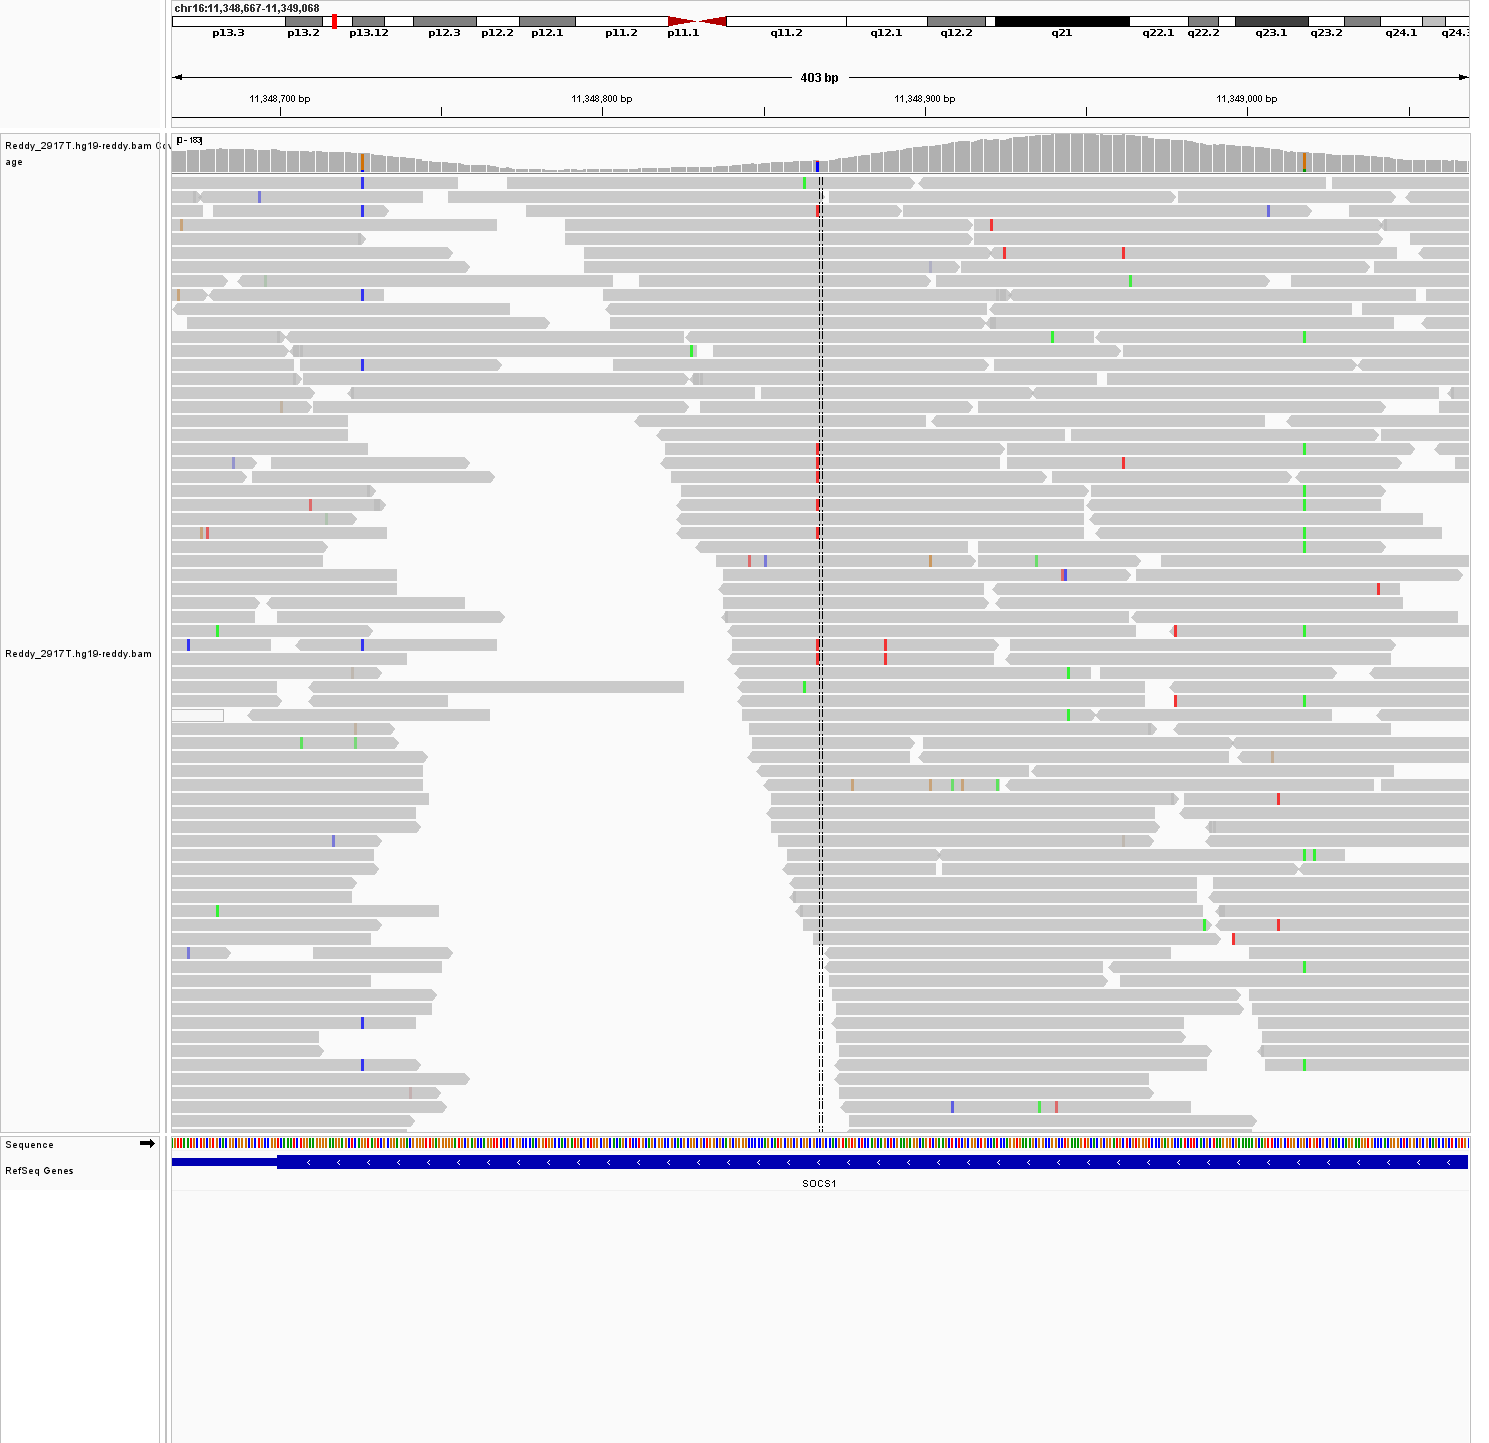 chr16:11,348,667-11,349,068
p13.3 p13.2 p13.12 p12.3 p12.2 p12.1 p11.2 p11.1 q11.2 q12.1 q12.2 q21 q22.1 q22.2 q23.1 q23.2 q24.1 q24.3
403 bp
11,348,700 bp 11,348,800 bp 11,348,900 bp 11,349,000 bp
Reddy_2917T.hg19-reddy.bam Cov
age
[0 - 183]
Reddy_2917T.hg19-reddy.bam
Sequence
RefSeq Genes
SOCS1